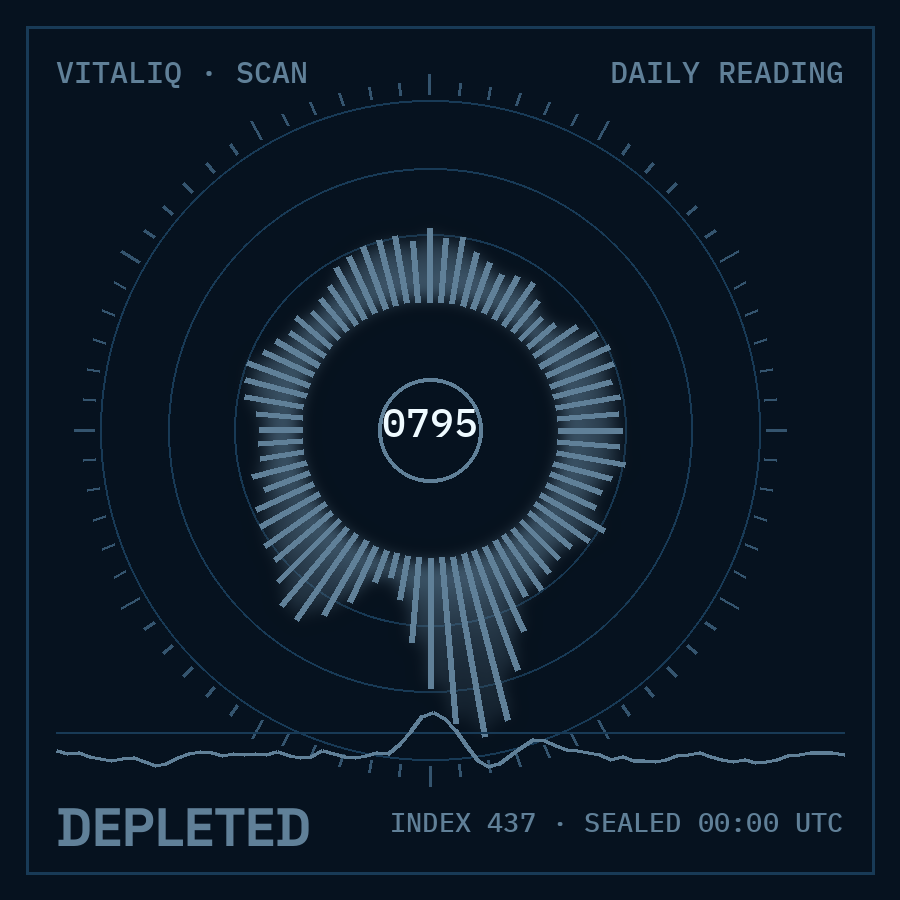 VITALIQ · SCAN
DAILY READING
0795
DEPLETED
INDEX 437 · SEALED 00:00 UTC